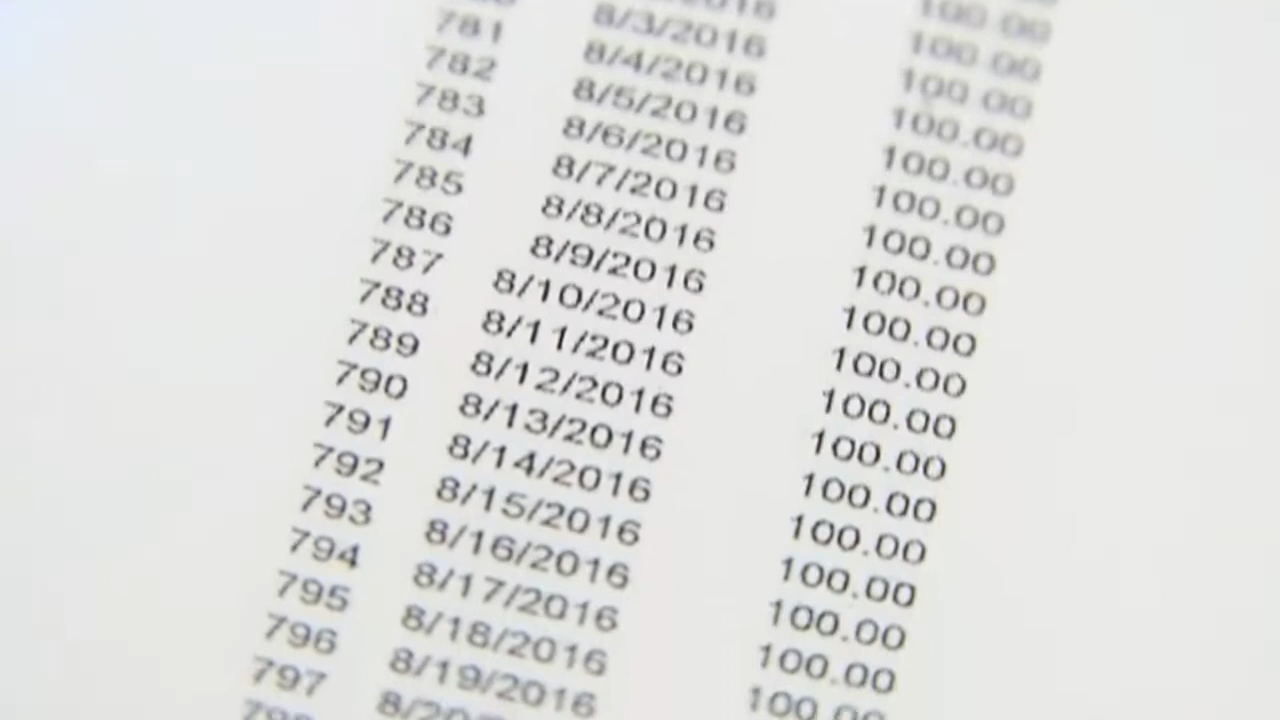 100.00
100.00
8/3/2016 100.00
781 8/4/2016 100.00
782 8/5/2016 100.00
783 8/6/2016 100.00
784 8/7/2016 100.00
785 8/8/2016 100.00
786 8/9/2016 100.00
787 8/10/2016 100.00
788 8/11/2016 100.00
789 8/12/2016 100.00
790 8/13/2016 100.00
791 8/14/2016 100.00
792 8/15/2016 100.00
793 8/16/2016 100.00
794 8/17/2016 100.00
795 8/18/2016 100.00
796 8/19/2016
797